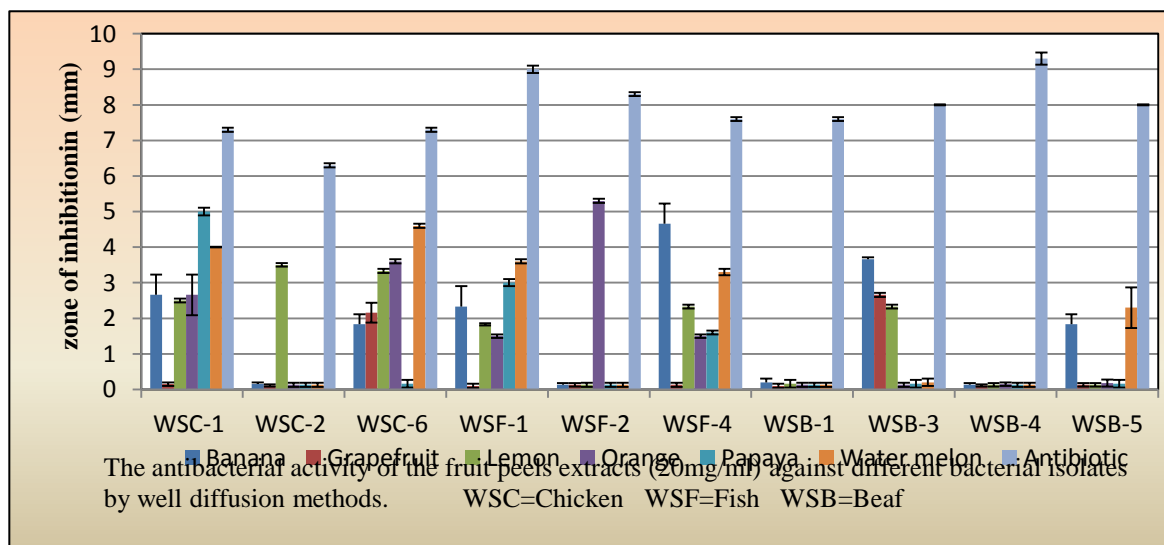 zone of inhibitionin (mm)
10
9
8
7
6
5
4
3
2
1
0
WSC-1 WSC-2 WSC-6 WSF-1 WSF-2 WSF-4 WSB-1 WSB-3 WSB-4 WSB-5
Banana Grapefruit Lemon Orange Papaya Water melon Antibiotic
The antibacterial activity of the fruit peels extracts (20mg/ml) against different bacterial isolates
by well diffusion methods. WSC=Chicken WSF=Fish WSB=Beaf